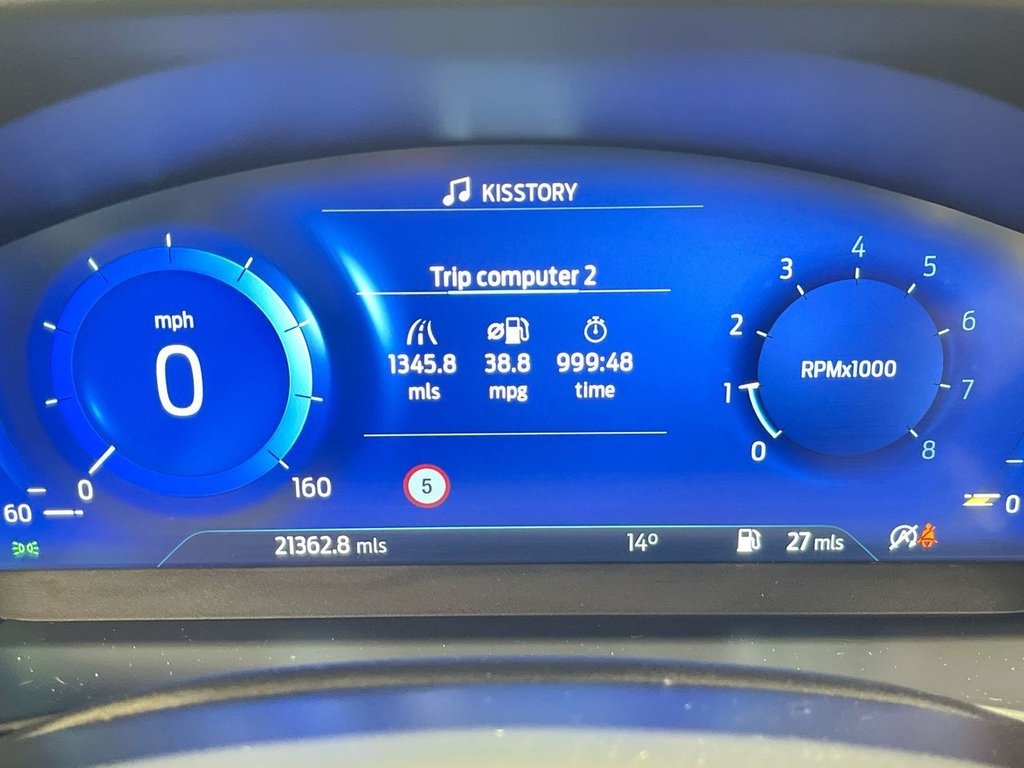 KISSTORY
Trip computer 2
1345.8 38.8 999:48
mls mpg time
mph
0
0 160
RPMx1000
0 1 2 3 4 5 6 7 8
5
60
0
21362.8 mls 14° 27 mls